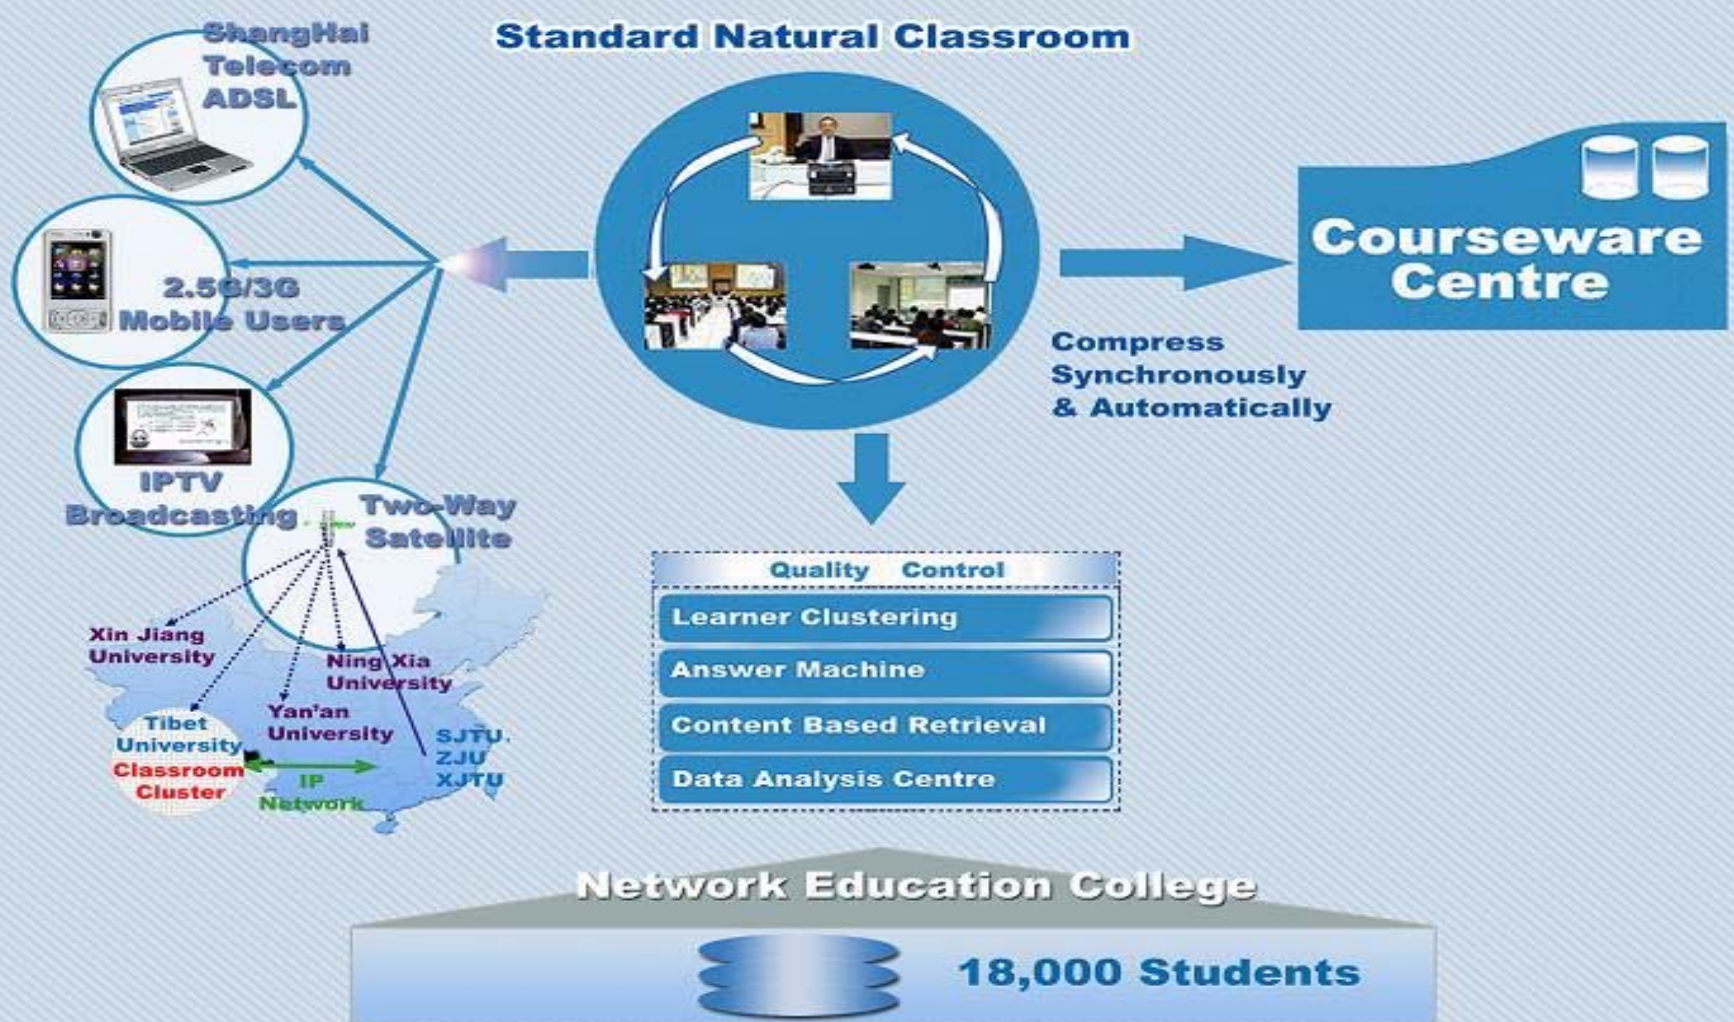 Standard Natural Classroom
ShangHai
Telecom
ADSL
2.5G/3G
Mobile Users
IPTV
Broadcasting
Two-Way
Satellite
Xin Jiang
University
Ning Xia
University
Yan'an
University
Tibet
University
Classroom
Cluster
IP
Network
SJTU.
ZJU
XJTU
Courseware
Centre
Compress
Synchronously
& Automatically
Quality Control
Learner Clustering
Answer Machine
Content Based Retrieval
Data Analysis Centre
Network Education College
18,000 Students